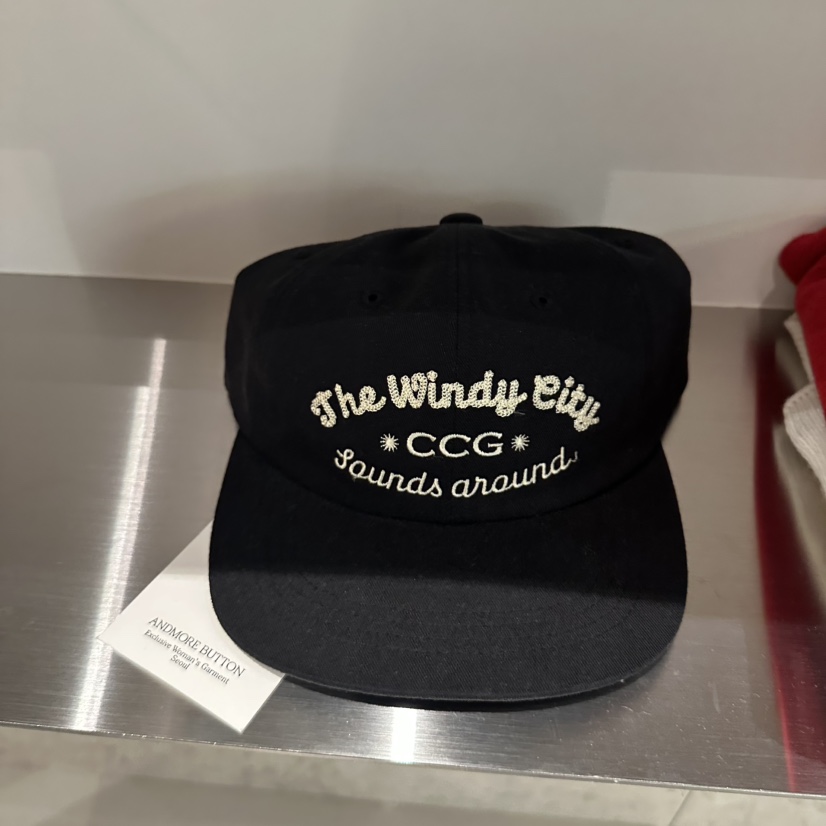 The Windy City
CCG
Sounds around
ANDMORE BUTTON
Exclusive Woman's Garment
Seoul